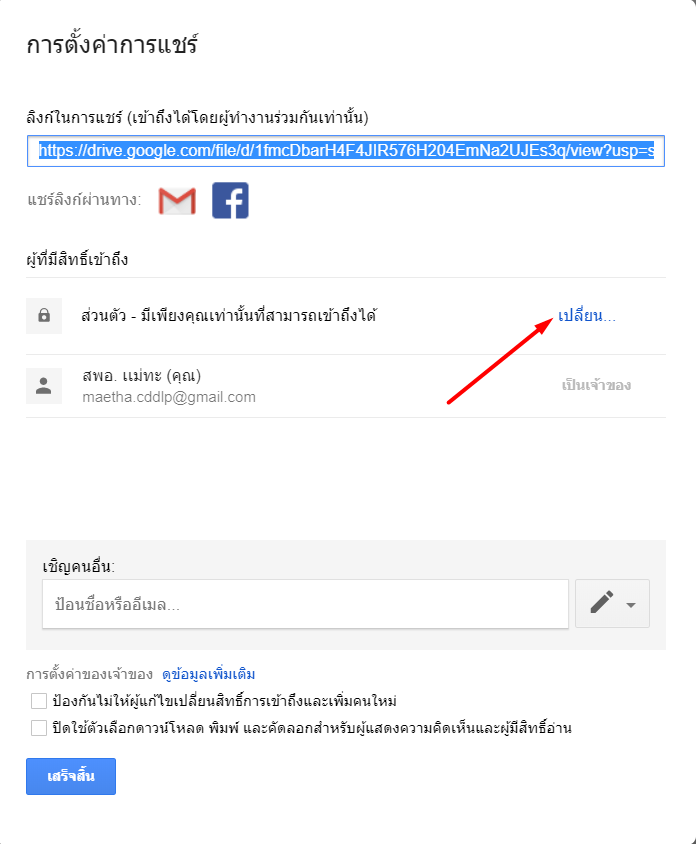 การตั้งค่าการแชร์
ลิงก์ในการแชร์ (เข้าถึงได้โดยผู้ทำงานร่วมกันเท่านั้น)
https://drive.google.com/file/d/1fmcDbarH4F4JIR576H204EmNa2UJEs3q/view?usp=s
แชร์ลิงก์ผ่านทาง:
ผู้ที่มีสิทธิ์เข้าถึง
ส่วนตัว - มีเพียงคุณเท่านั้นที่สามารถเข้าถึงได้ เปลี่ยน...
สพอ. แม่ทะ (คุณ)
maetha.cddlp@gmail.com เป็นเจ้าของ
เชิญคนอื่น:
ป้อนชื่อหรืออีเมล...
การตั้งค่าของเจ้าของ ดูข้อมูลเพิ่มเติม
ป้องกันไม่ให้ผู้แก้ไขเปลี่ยนสิทธิ์การเข้าถึงและเพิ่มคนใหม่
ปิดใช้ตัวเลือกดาวน์โหลด พิมพ์ และคัดลอกสำหรับผู้แสดงความคิดเห็นและผู้มีสิทธิ์อ่าน
เสร็จสิ้น